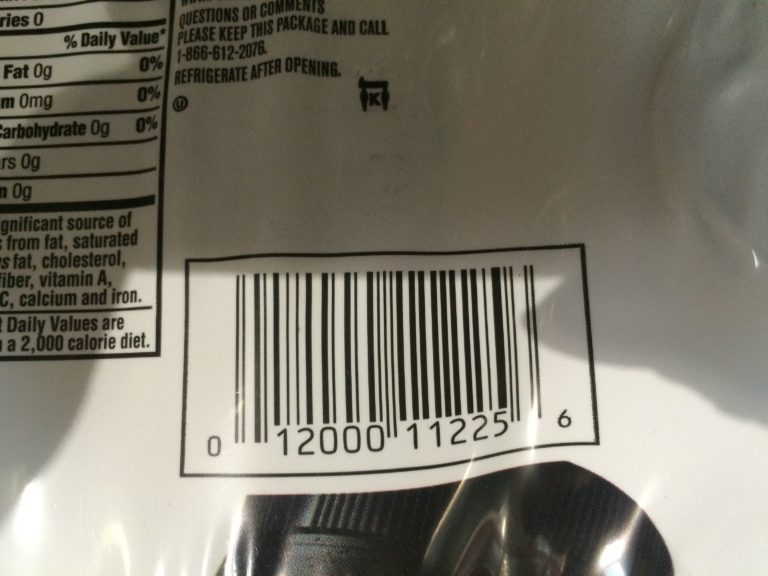 ries 0
% Daily Value*
Fat 0g 0%
m 0mg 0%
Carbohydrate 0g 0%
rs 0g
n 0g
gnificant source of
from fat, saturated
s fat, cholesterol,
fiber, vitamin A,
C, calcium and iron.
t Daily Values are
a 2,000 calorie diet.
QUESTIONS OR COMMENTS
PLEASE KEEP THIS PACKAGE AND CALL
1-866-612-2076.
REFRIGERATE AFTER OPENING.
U
K
0 12000 11225 6